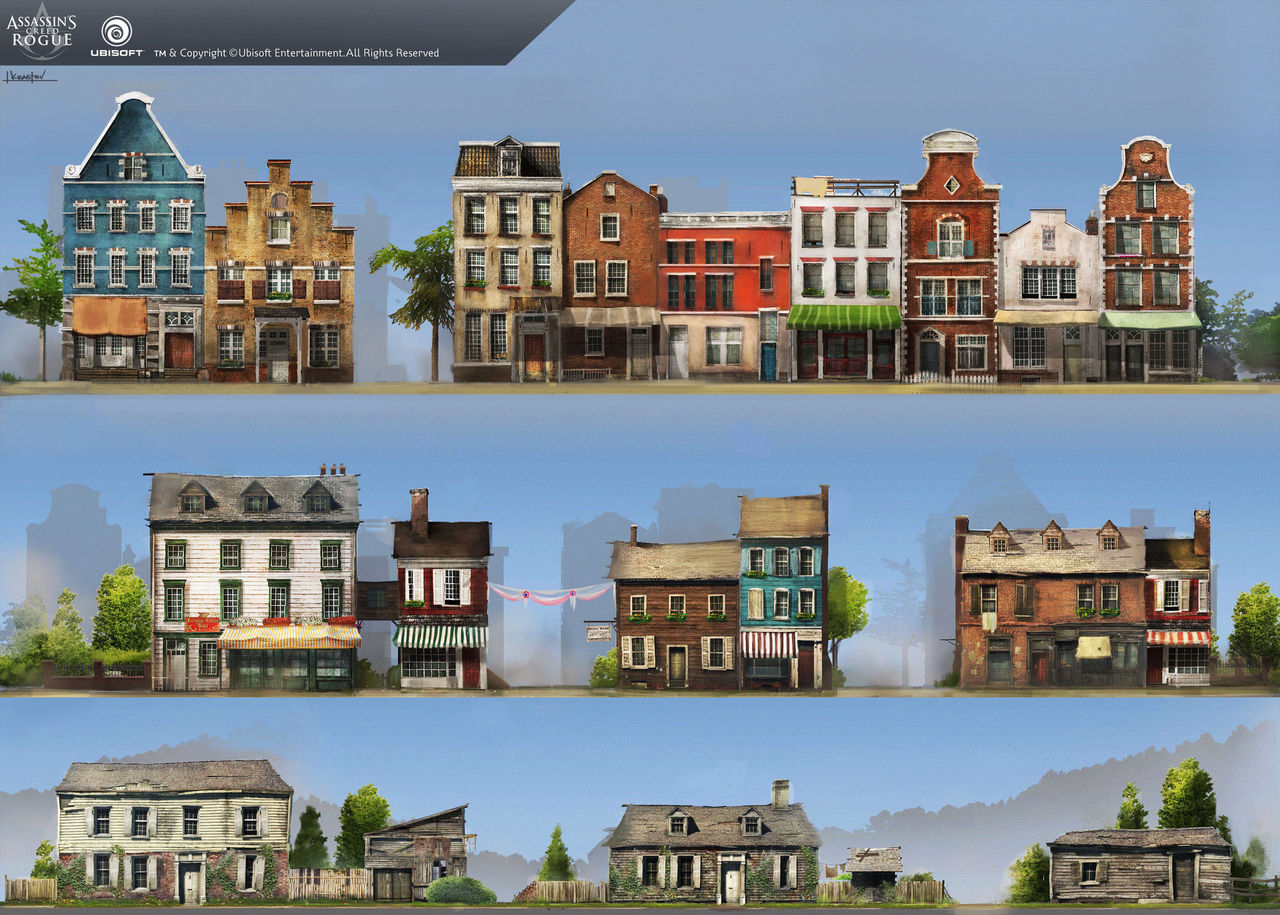 ASSASSIN'S
CREED
ROGUE
UBISOFT
TM & Copyright ©Ubisoft Entertainment.All Rights Reserved